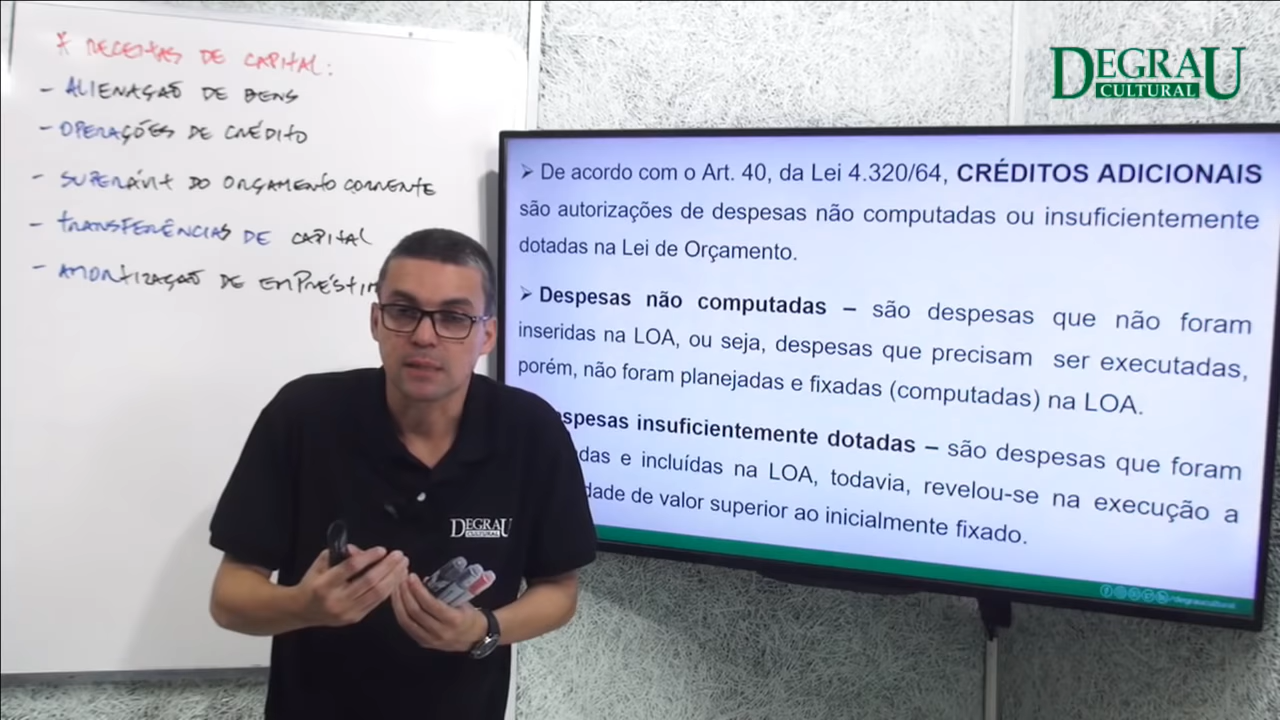 * RECEITAS DE CAPITAL:
- ALIENAÇÃO DE BENS
- OPERAÇÕES DE CRÉDITO
- SUPERÁVIT DO ORÇAMENTO CORRENTE
- TRANSFERÊNCIAS DE CAPITAL
- AMORTIZAÇÃO DE EMPRÉSTIM
DEGRAU
CULTURAL
➢ De acordo com o Art. 40, da Lei 4.320/64, CRÉDITOS ADICIONAIS
são autorizações de despesas não computadas ou insuficientemente
dotadas na Lei de Orçamento.
➢ Despesas não computadas – são despesas que não foram
inseridas na LOA, ou seja, despesas que precisam ser executadas,
porém, não foram planejadas e fixadas (computadas) na LOA.
spesas insuficientemente dotadas – são despesas que foram
das e incluídas na LOA, todavia, revelou-se na execução a
dade de valor superior ao inicialmente fixado.
DEGRAU
CULTURAL